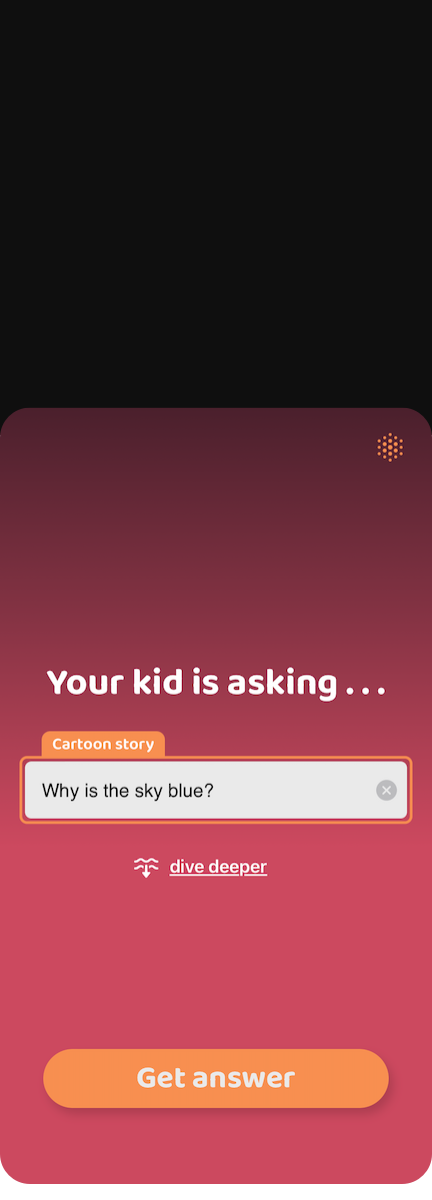 Your kid is asking . . .
Cartoon story
Why is the sky blue?
dive deeper
Get answer